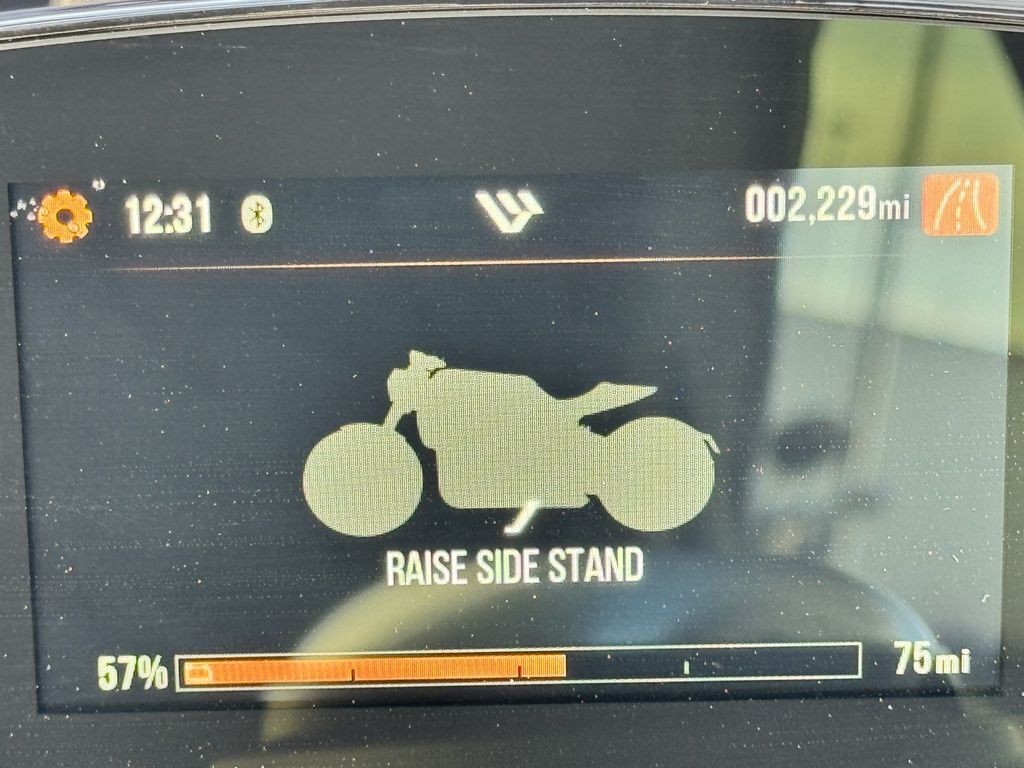 12:31 002,229mi
RAISE SIDE STAND
57% 75mi